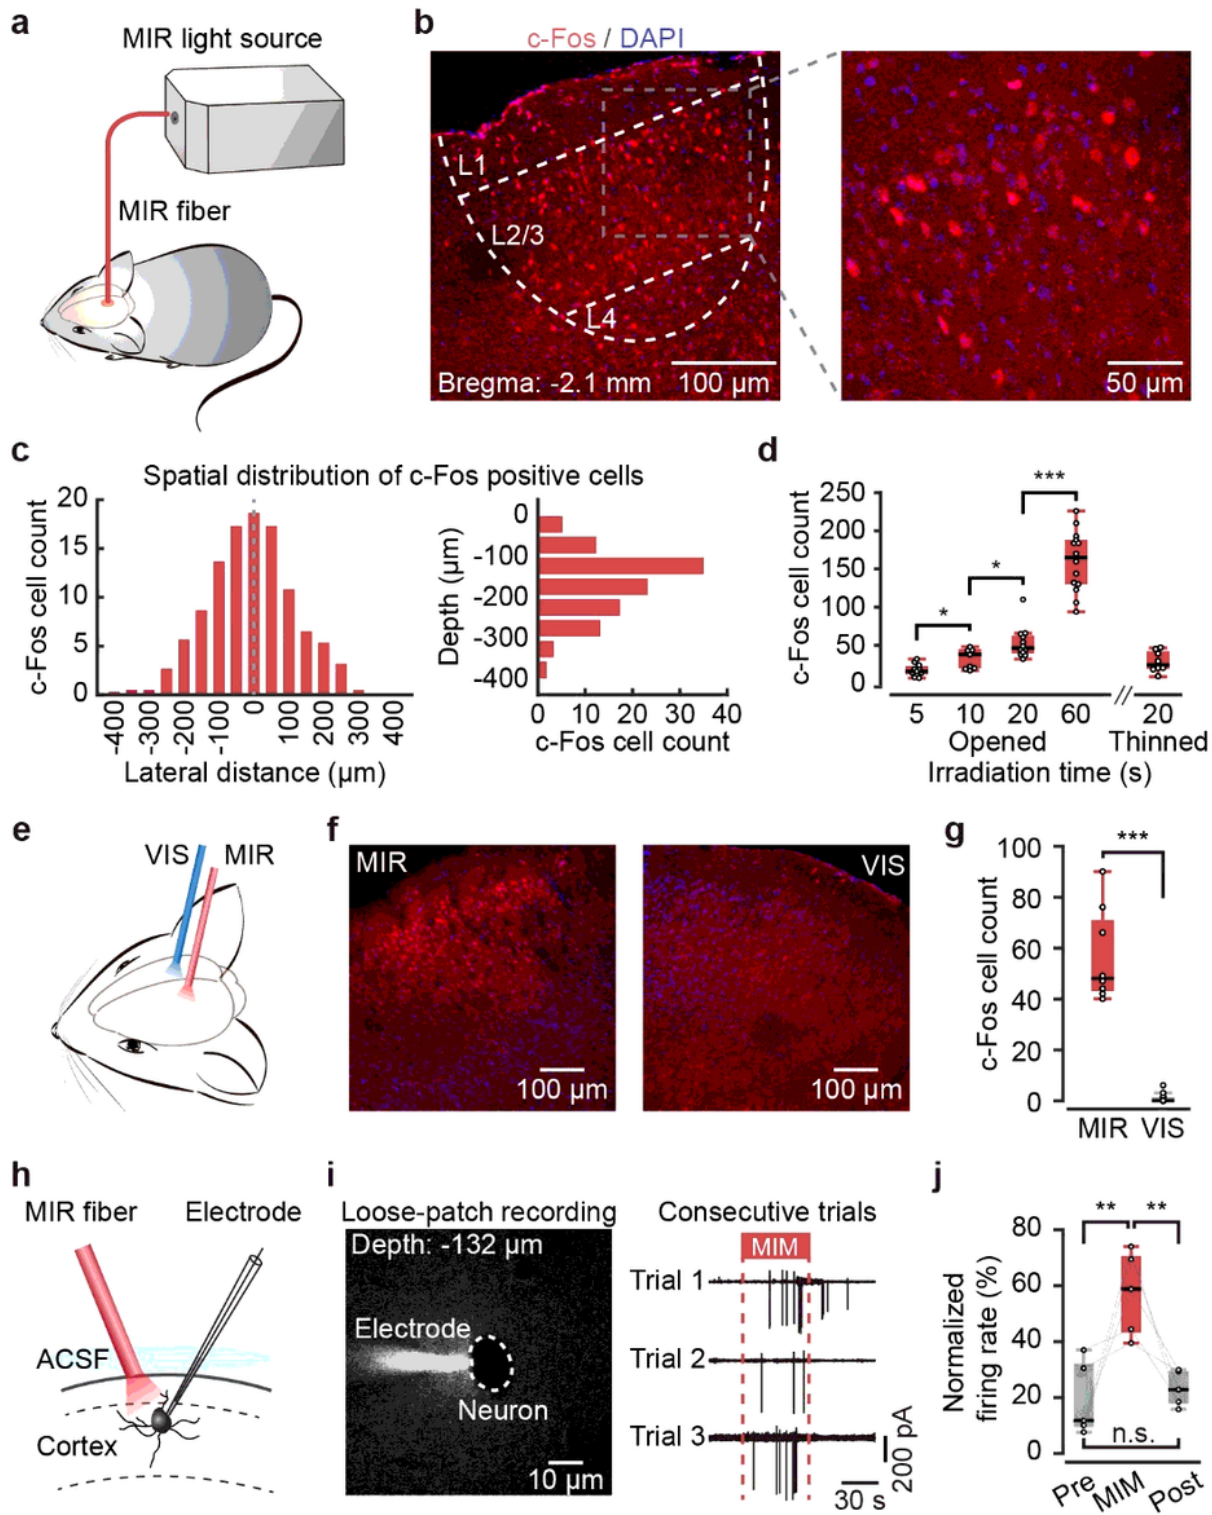 a
MIR light source
MIR fiber
b
c-Fos / DAPI
L1
L2/3
L4
Bregma: -2.1 mm
100 µm
50 µm
c
Spatial distribution of c-Fos positive cells
c-Fos cell count
20
15
10
5
0
-400
-300
-200
-100
0
100
200
300
400
Lateral distance (µm)
Depth (µm)
0
-100
-200
-300
-400
0 10 20 30 40
c-Fos cell count
d
c-Fos cell count
250
200
150
100
50
0
*
*
***
5 10 20 60 // 20
Opened Thinned
Irradiation time (s)
e
VIS MIR
f
MIR
100 µm
VIS
100 µm
g
c-Fos cell count
100
80
60
40
20
0
***
MIR VIS
h
MIR fiber Electrode
ACSF
Cortex
i
Loose-patch recording
Depth: -132 µm
Electrode
Neuron
10 µm
Consecutive trials
MIM
Trial 1
Trial 2
Trial 3
200 pA
30 s
j
Normalized
firing rate (%)
80
60
40
20
0
** **
n.s.
Pre MIM Post